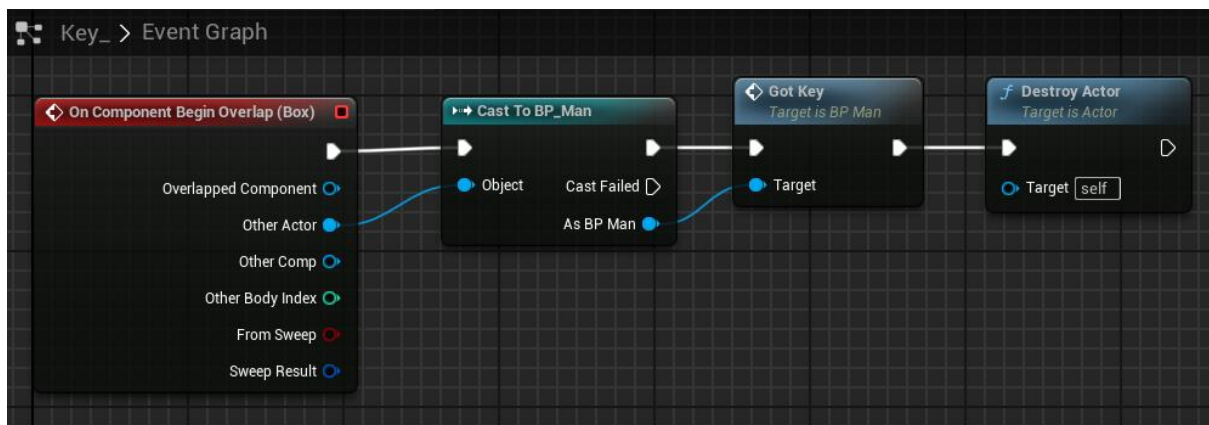 Key_ > Event Graph
On Component Begin Overlap (Box)
Overlapped Component
Other Actor
Other Comp
Other Body Index
From Sweep
Sweep Result
Cast To BP_Man
Object
Cast Failed
As BP Man
Got Key
Target is BP Man
Target
Destroy Actor
Target is Actor
Target self